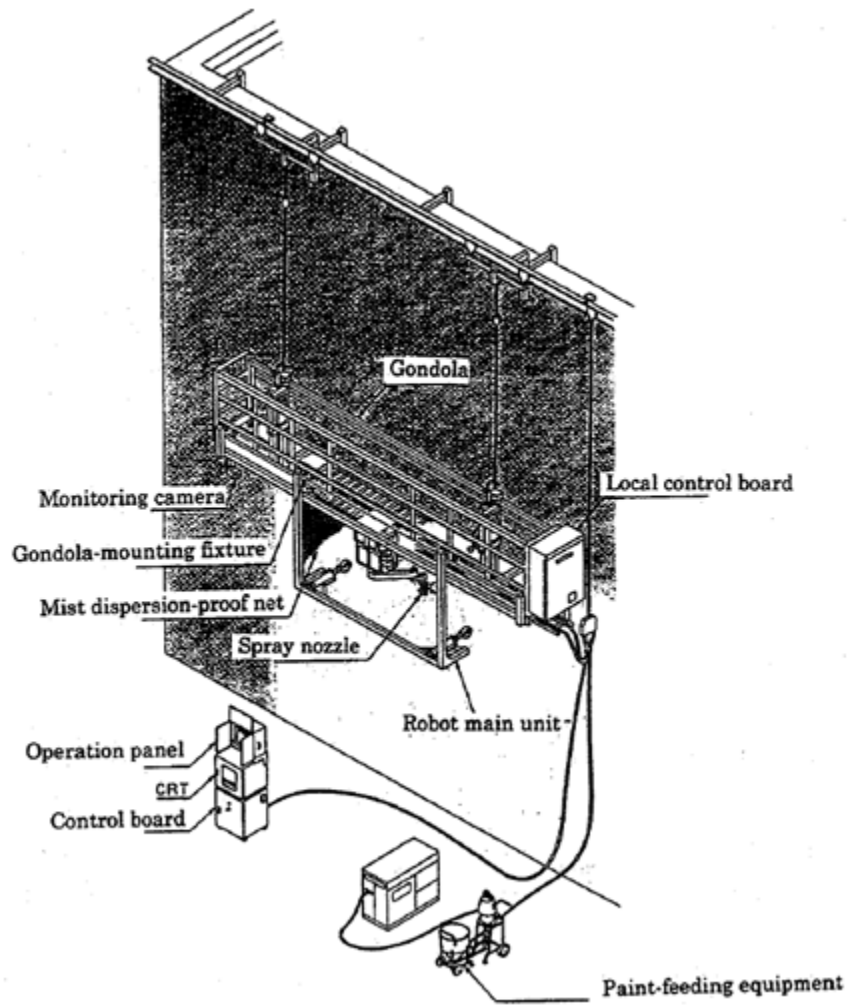 Gondola
Local control board
Monitoring camera
Gondola-mounting fixture
Mist dispersion-proof net
Spray nozzle
Robot main unit
Operation panel
CRT
Control board
Paint-feeding equipment